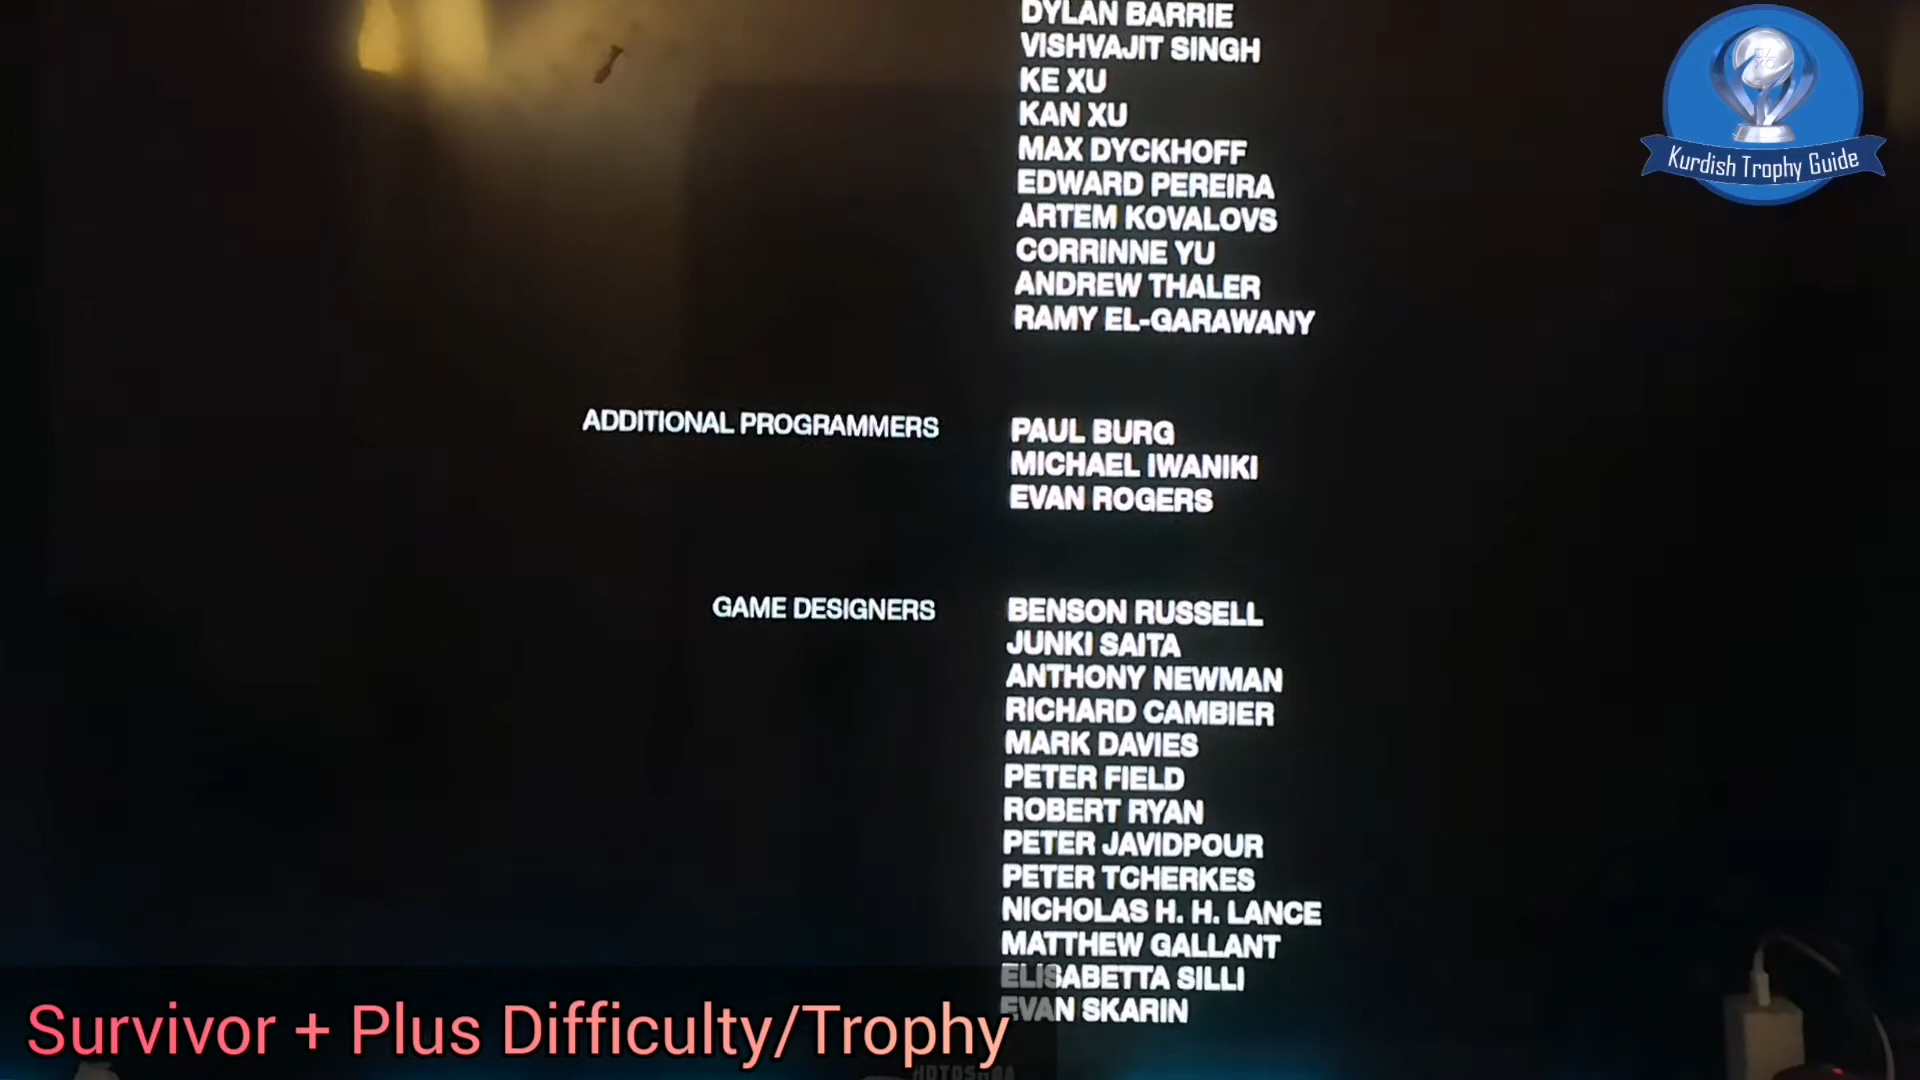 DYLAN BARRIE
VISHVAJIT SINGH
KE XU
KAN XU
MAX DYCKHOFF
EDWARD PEREIRA
ARTEM KOVALOVS
CORRINNE YU
ANDREW THALER
RAMY EL-GARAWANY
Kurdish Trophy Guide
ADDITIONAL PROGRAMMERS
PAUL BURG
MICHAEL IWANIKI
EVAN ROGERS
GAME DESIGNERS
BENSON RUSSELL
JUNKI SAITA
ANTHONY NEWMAN
RICHARD CAMBIER
MARK DAVIES
PETER FIELD
ROBERT RYAN
PETER JAVIDPOUR
PETER TCHERKES
NICHOLAS H. H. LANCE
MATTHEW GALLANT
ELISABETTA SILLI
EVAN SKARIN
Survivor + Plus Difficulty/Trophy